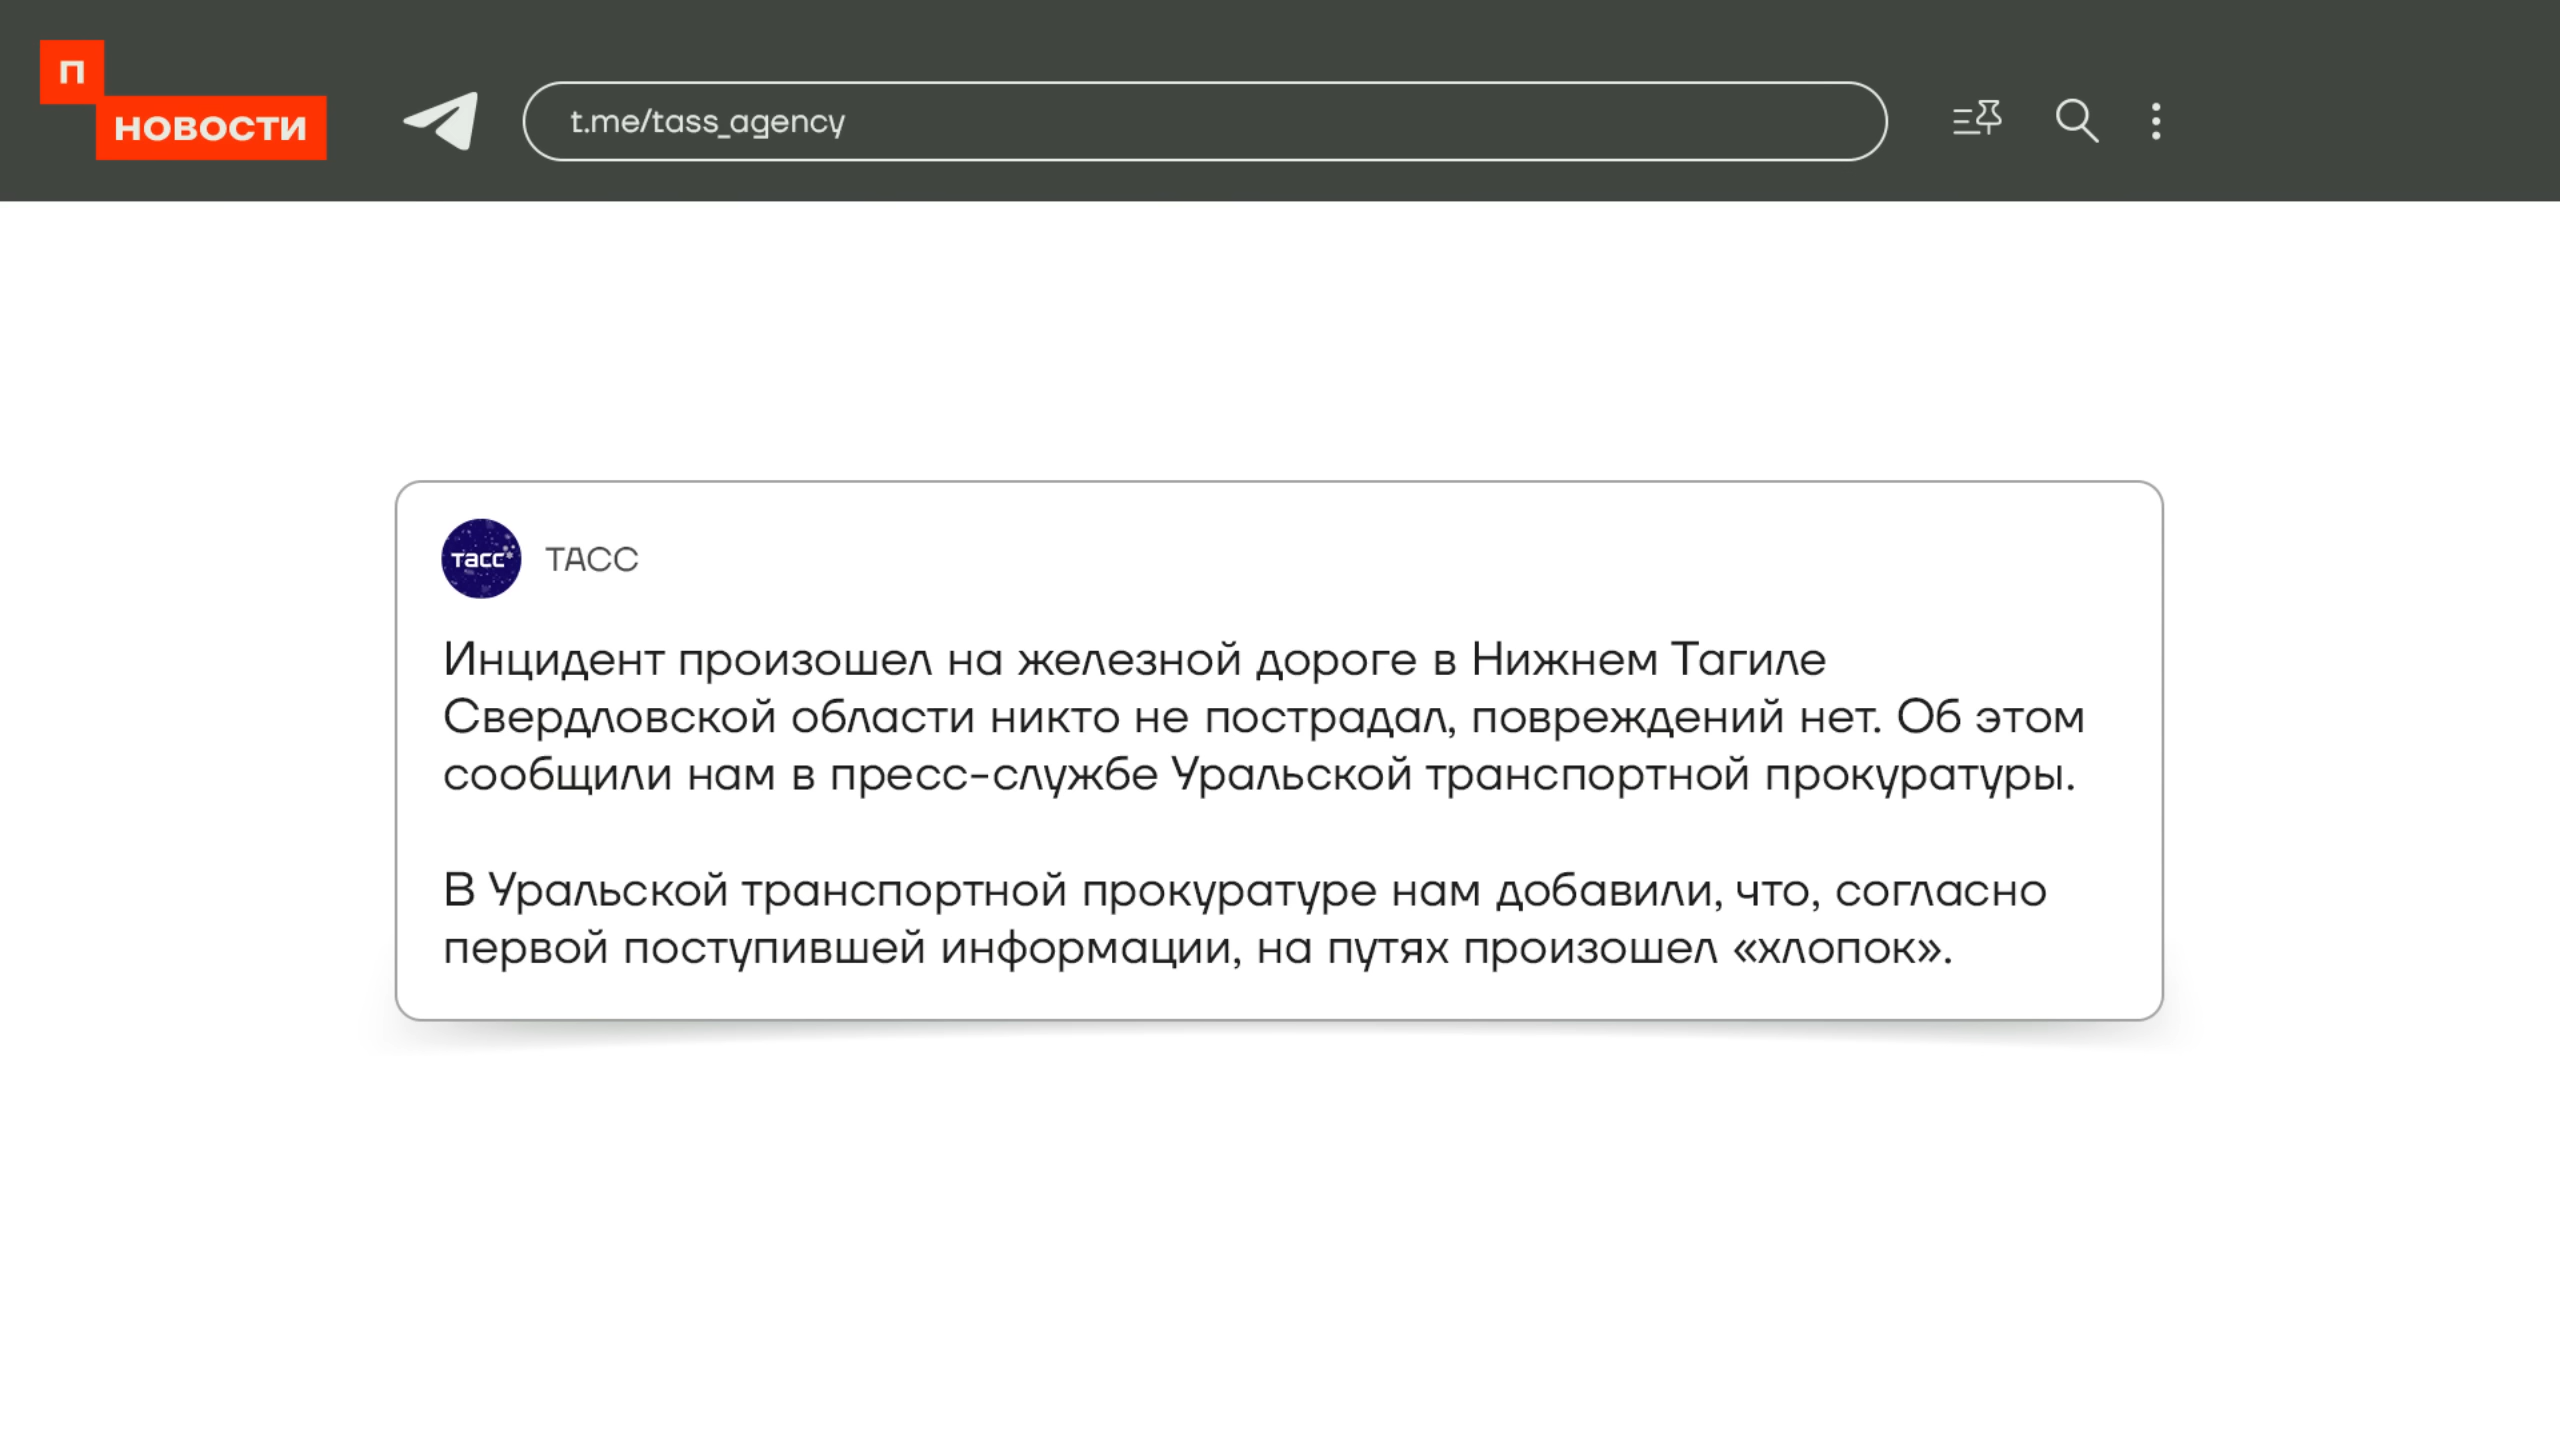 П
НОВОСТИ
t.me/tass_agency
тасс
ТАСС
Инцидент произошел на железной дороге в Нижнем Тагиле
Свердловской области никто не пострадал, повреждений нет. Об этом
сообщили нам в пресс-службе Уральской транспортной прокуратуры.
В Уральской транспортной прокуратуре нам добавили, что, согласно
первой поступившей информации, на путях произошел «хлопок».